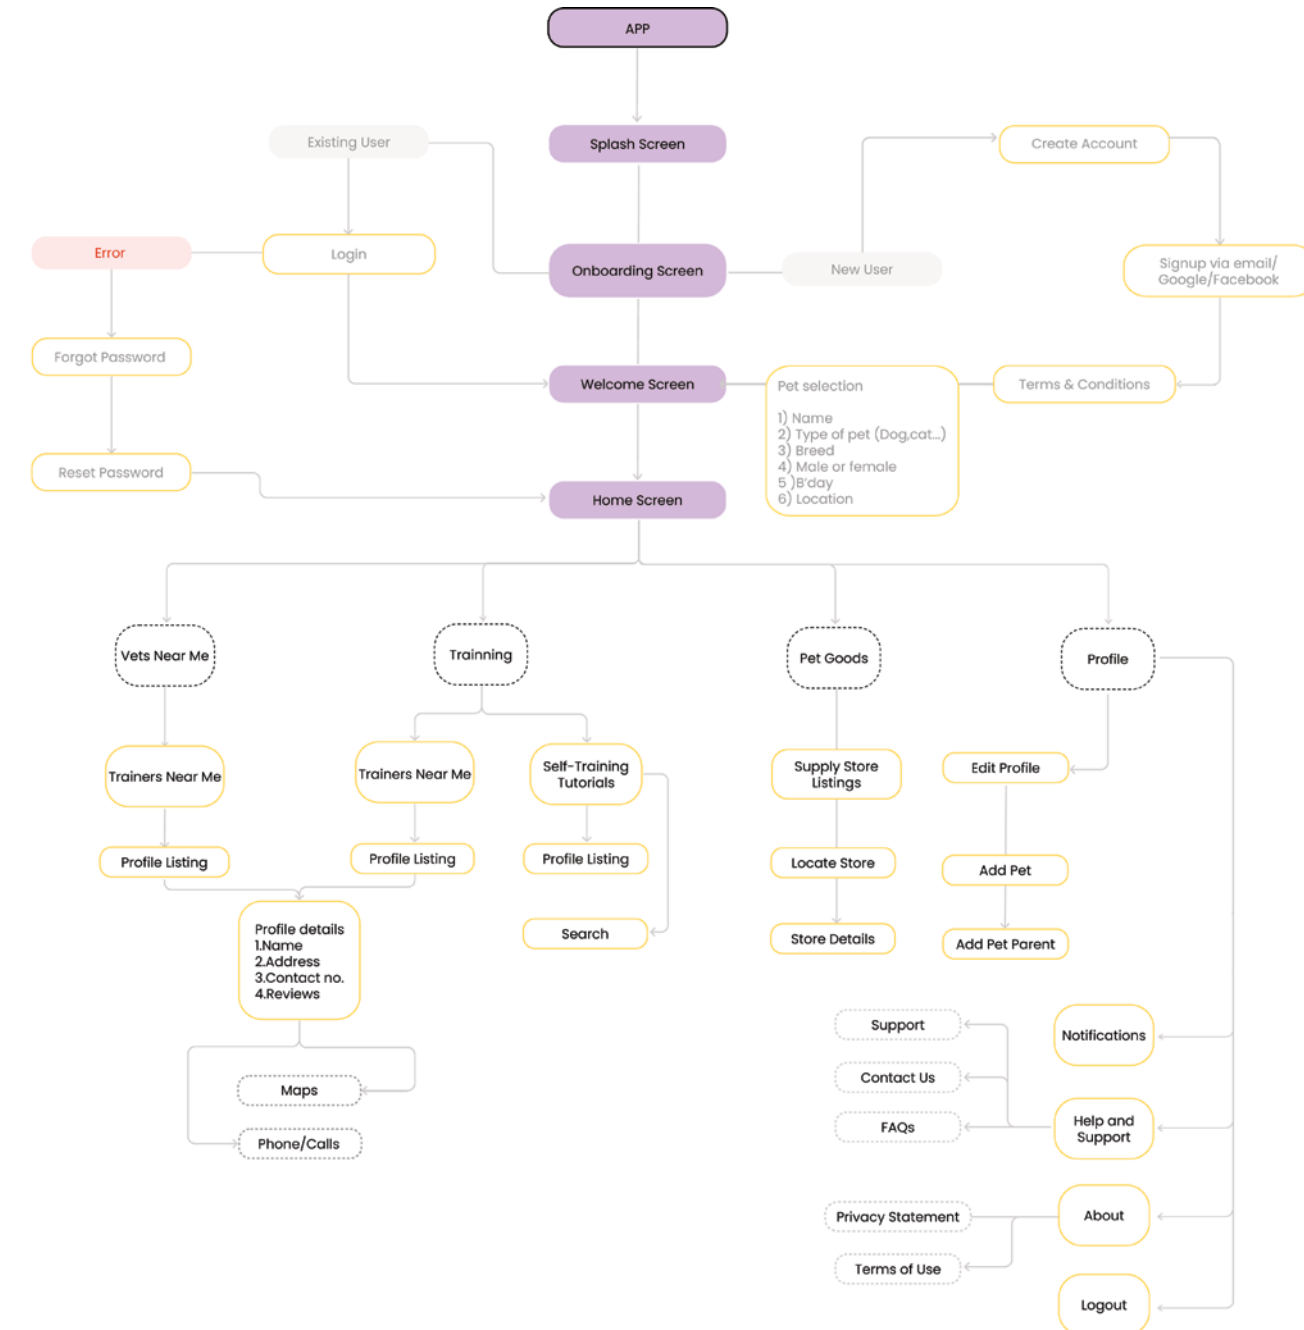 APP
Splash Screen
Existing User
Create Account
Error
Login
Onboarding Screen
New User
Signup via email/
Google/Facebook
Forgot Password
Welcome Screen
Pet selection
1) Name
2) Type of pet (Dog,cat...)
3) Breed
4) Male or female
5 )B'day
6) Location
Terms & Conditions
Reset Password
Home Screen
Vets Near Me
Trainning
Pet Goods
Profile
Trainers Near Me
Trainers Near Me
Self-Training
Tutorials
Supply Store
Listings
Edit Profile
Profile Listing
Profile Listing
Profile Listing
Locate Store
Add Pet
Profile details
1.Name
2.Address
3.Contact no.
4.Reviews
Search
Store Details
Add Pet Parent
Support
Notifications
Maps
Contact Us
Phone/Calls
FAQs
Help and
Support
Privacy Statement
About
Terms of Use
Logout